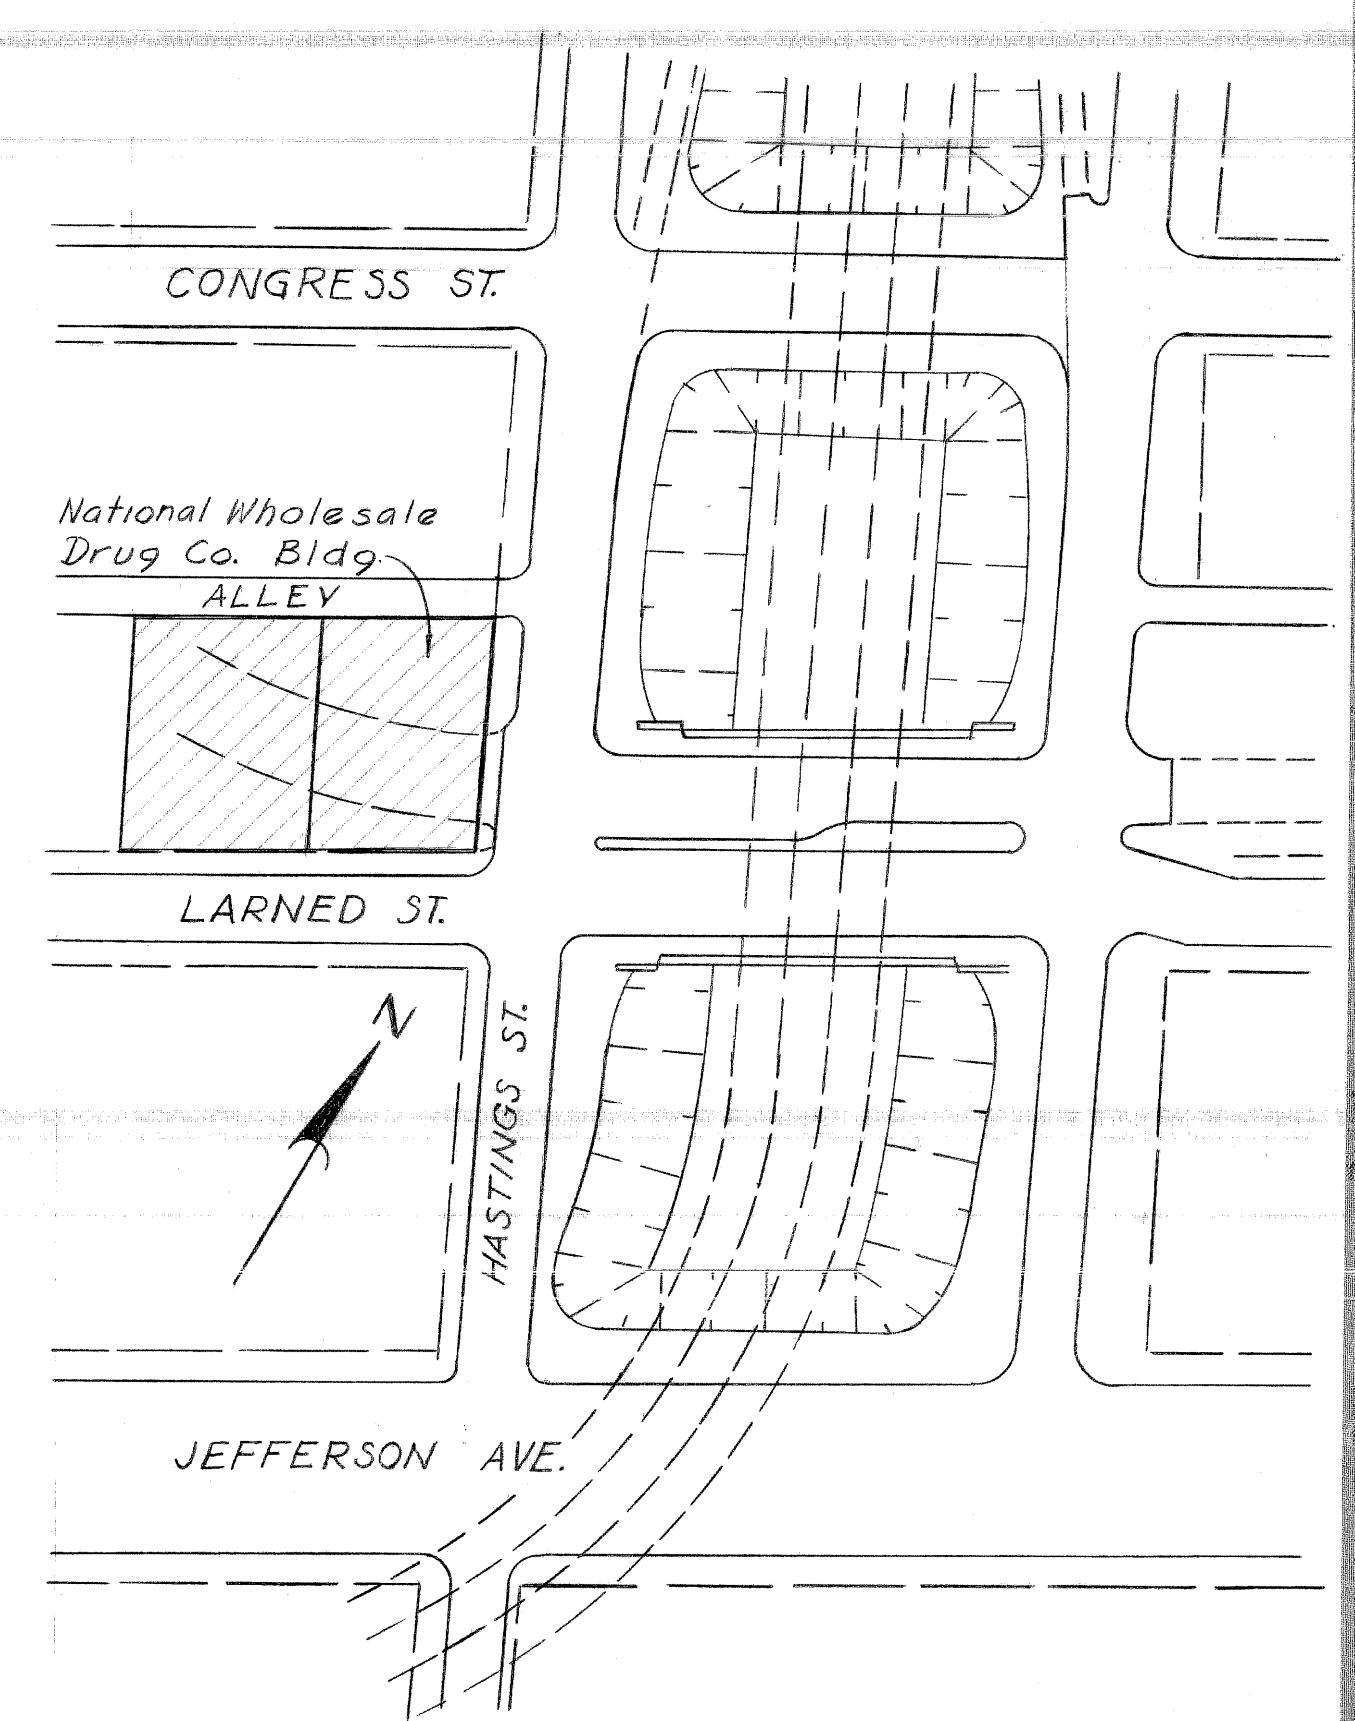 CONGRESS ST.
National Wholesale
Drug Co. Bldg.
ALLEY
LARNED ST.
N
HASTINGS ST.
JEFFERSON AVE.